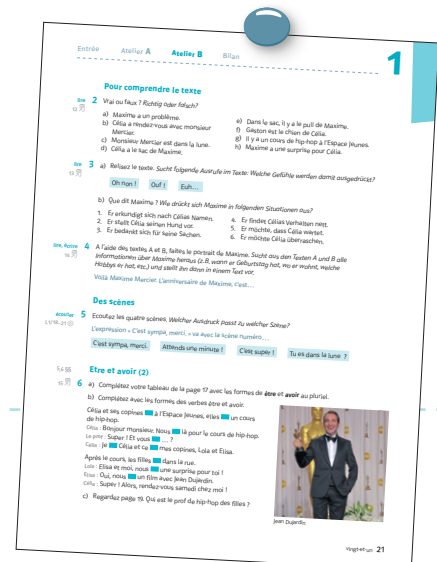 Entrée Atelier A Atelier B Bilan
1
Pour comprendre le texte
lire
2 Vrai ou faux ? Richtig oder falsch?
a) Maxime a un problème.
b) Célia a rendez-vous avec monsieur
Mercier.
c) Monsieur Mercier est dans la lune.
d) Célia a le sac de Maxime.
e) Dans le sac, il y a le pull de Maxime.
f) Gaston est le chien de Célia.
g) Il y a un cours de hip-hop à l'Espace Jeunes.
h) Maxime a une surprise pour Célia.
lire
3 a) Relisez le texte. Sucht folgende Ausrufe im Texte: Welche Gefühle werden damit ausgedrückt?
Oh non ! Ouf ! Euh...
b) Que dit Maxime ? Wie drückt sich Maxime in folgenden Situationen aus?
1. Er erkundigt sich nach Célias Namen.
2. Er stellt Célia seinen Hund vor.
3. Er bedankt sich für seine Sachen.
4. Er findet Célias Verhalten nett.
5. Er möchte, dass Célia wartet.
6. Er möchte Célia überraschen.
lire, écrire
4 A l'aide des textes A et B, faites le portrait de Maxime. Sucht aus den Texten A und B alle
Informationen über Maxime heraus (z. B. wann er Geburtstag hat, wo er wohnt, welche
Hobbys er hat, etc.) und stellt ihn dann in einem Text vor.
Voilà Maxime Mercier. L'anniversaire de Maxime, c'est...
Des scènes
écouter
5 Ecoutez les quatre scènes. Welcher Ausdruck passt zu welcher Szene?
L'expression « C'est sympa, merci. » va avec la scène numéro...
C'est sympa, merci. Attends une minute ! C'est super ! Tu es dans la lune ?
Etre et avoir (2)
6 a) Complétez votre tableau de la page 17 avec les formes de être et avoir au pluriel.
b) Complétez avec les formes des verbes être et avoir.
Célia et ses copines à l'Espace Jeunes, elles un cours
de hip-hop.
Célia : Bonjour monsieur. Nous là pour le cours de hip-hop.
Le prof : Super ! Et vous ... ?
Célia : Je Célia et ce mes copines, Lola et Elisa.
Après le cours, les filles dans la rue.
Lola : Elisa et moi, nous une surprise pour toi !
Elisa : Oui, nous un film avec Jean Dujardin.
Célia : Super ! Alors, rendez-vous samedi chez moi !
c) Regardez page 19. Qui est le prof de hip-hop des filles ?
Jean Dujardin
vingt-et-un 21